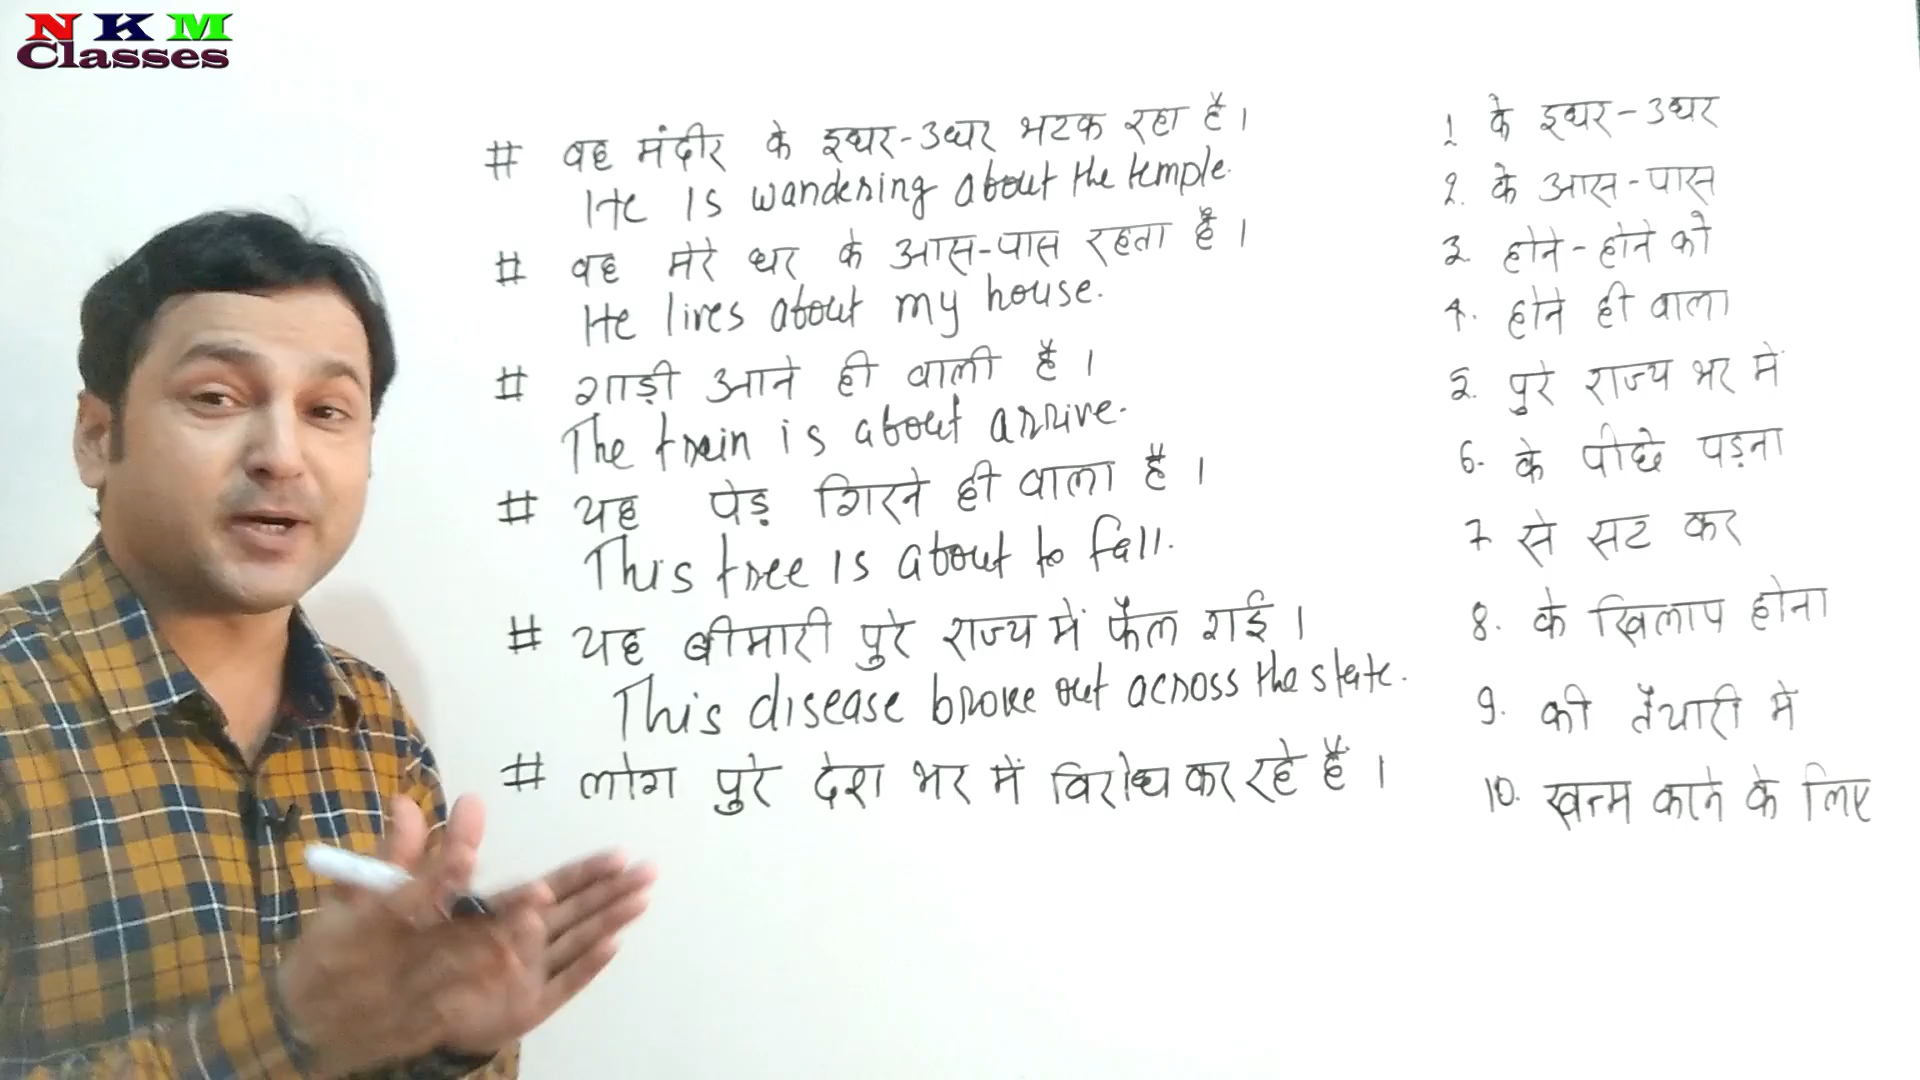 NKM
Classes
# वह मंदीर के इधर-उधर भटक रहा है।
He is wandering about the temple.
# वह मेरे घर के आस-पास रहता है।
He lives about my house.
# गाड़ी आने ही वाली है।
The train is about arrive.
# यह पेड़ गिरने ही वाला है।
This tree is about to fall.
# यह बीमारी पुरे राज्य में फैल गई।
This disease broke out across the state.
# लोग पुरे देश भर में विरोध कर रहे हैं।
1. के इधर-उधर
2. के आस-पास
3. होने-होने को
4. होने ही वाला
5. पुरे राज्य भर में
6. के पीछे पड़ना
7. से सट कर
8. के खिलाप होना
9. की तैयारी में
10. खत्म करने के लिए